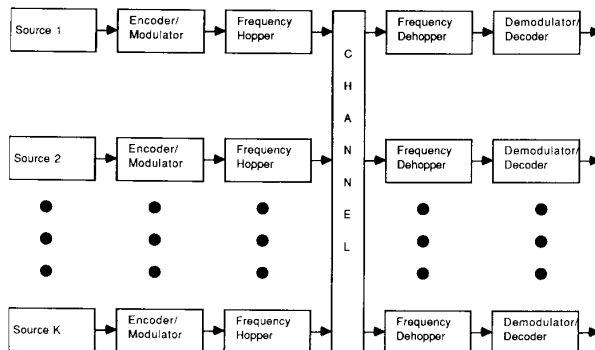 Source 1
Encoder/
Modulator
Frequency
Hopper
Frequency
Dehopper
Demodulator/
Decoder
CHANNEL
Source 2
Encoder/
Modulator
Frequency
Hopper
Frequency
Dehopper
Demodulator/
Decoder
Source K
Encoder/
Modulator
Frequency
Hopper
Frequency
Dehopper
Demodulator/
Decoder